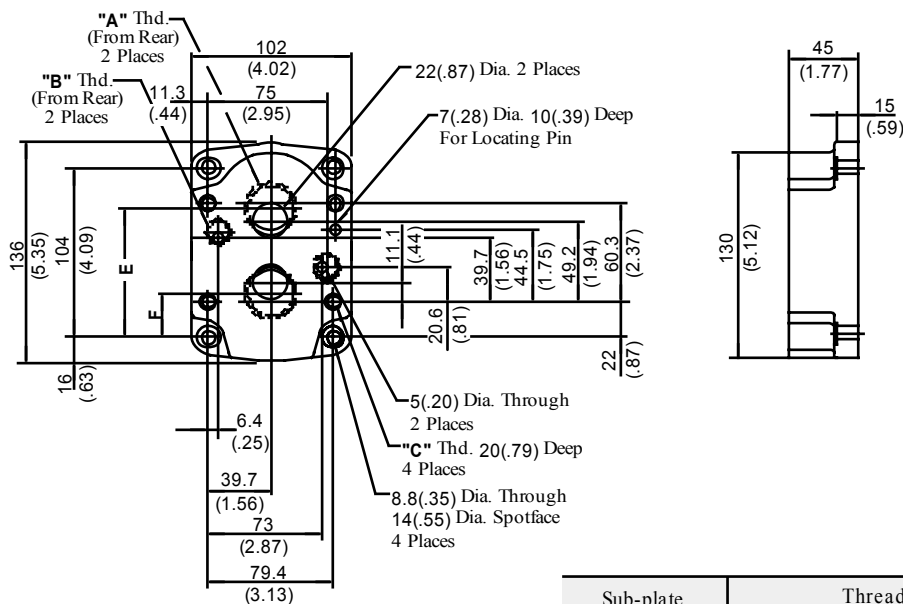 "A" Thd.
(From Rear)
2 Places
"B" Thd.
(From Rear)
2 Places
102
(4.02)
11.3
(.44)
75
(2.95)
22(.87) Dia. 2 Places
7(.28) Dia. 10(.39) Deep
For Locating Pin
45
(1.77)
15
(.59)
136
(5.35)
104
(4.09)
E
F
16
(.63)
11.1
(.44)
39.7
(1.56)
44.5
(1.75)
49.2
(1.94)
60.3
(2.37)
20.6
(.81)
22
(.87)
130
(5.12)
6.4
(.25)
39.7
(1.56)
73
(2.87)
79.4
(3.13)
5(.20) Dia. Through
2 Places
"C" Thd. 20(.79) Deep
4 Places
8.8(.35) Dia. Through
14(.55) Dia. Spotface
4 Places
Sub-plate
Thread